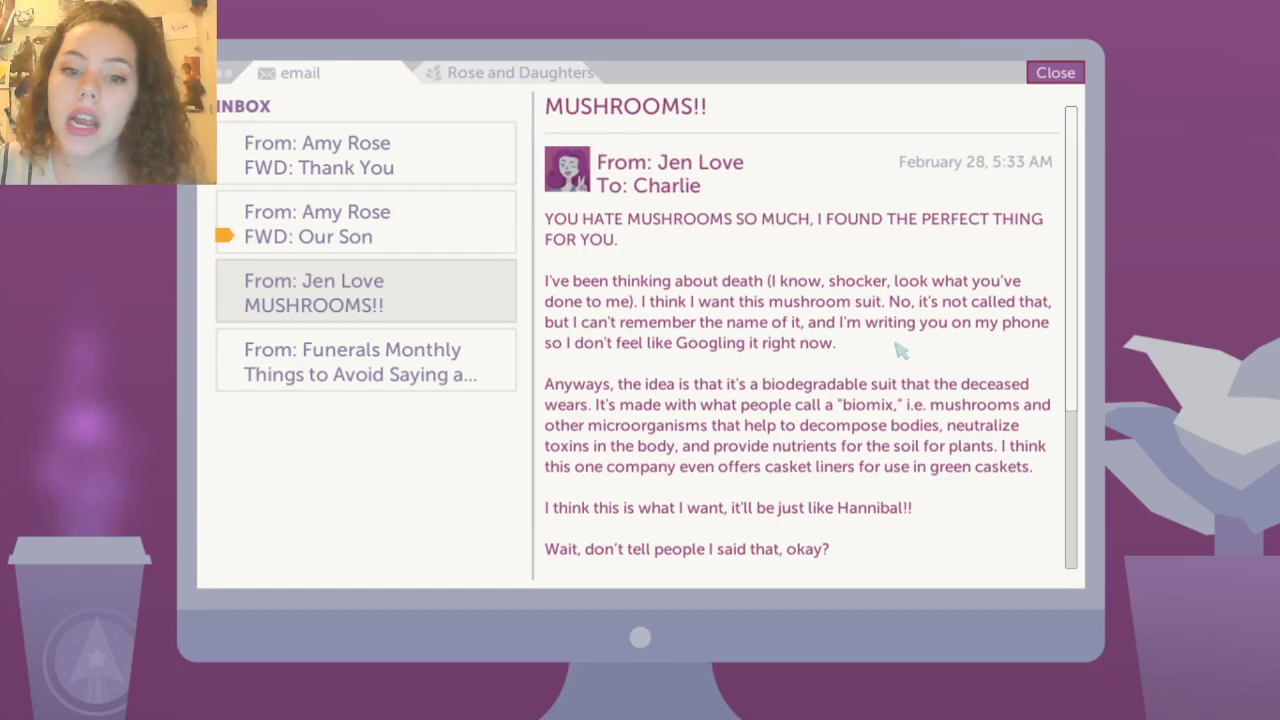 email
Rose and Daughters
Close
INBOX
From: Amy Rose
FWD: Thank You
From: Amy Rose
FWD: Our Son
From: Jen Love
MUSHROOMS!!
From: Funerals Monthly
Things to Avoid Saying a...
MUSHROOMS!!
From: Jen Love
February 28, 5:33 AM
To: Charlie
YOU HATE MUSHROOMS SO MUCH, I FOUND THE PERFECT THING
FOR YOU.
I've been thinking about death (I know, shocker, look what you've
done to me). I think I want this mushroom suit. No, it's not called that,
but I can't remember the name of it, and I'm writing you on my phone
so I don't feel like Googling it right now.
Anyways, the idea is that it's a biodegradable suit that the deceased
wears. It's made with what people call a "biomix," i.e. mushrooms and
other microorganisms that help to decompose bodies, neutralize
toxins in the body, and provide nutrients for the soil for plants. I think
this one company even offers casket liners for use in green caskets.
I think this is what I want, it'll be just like Hannibal!!
Wait, don't tell people I said that, okay?